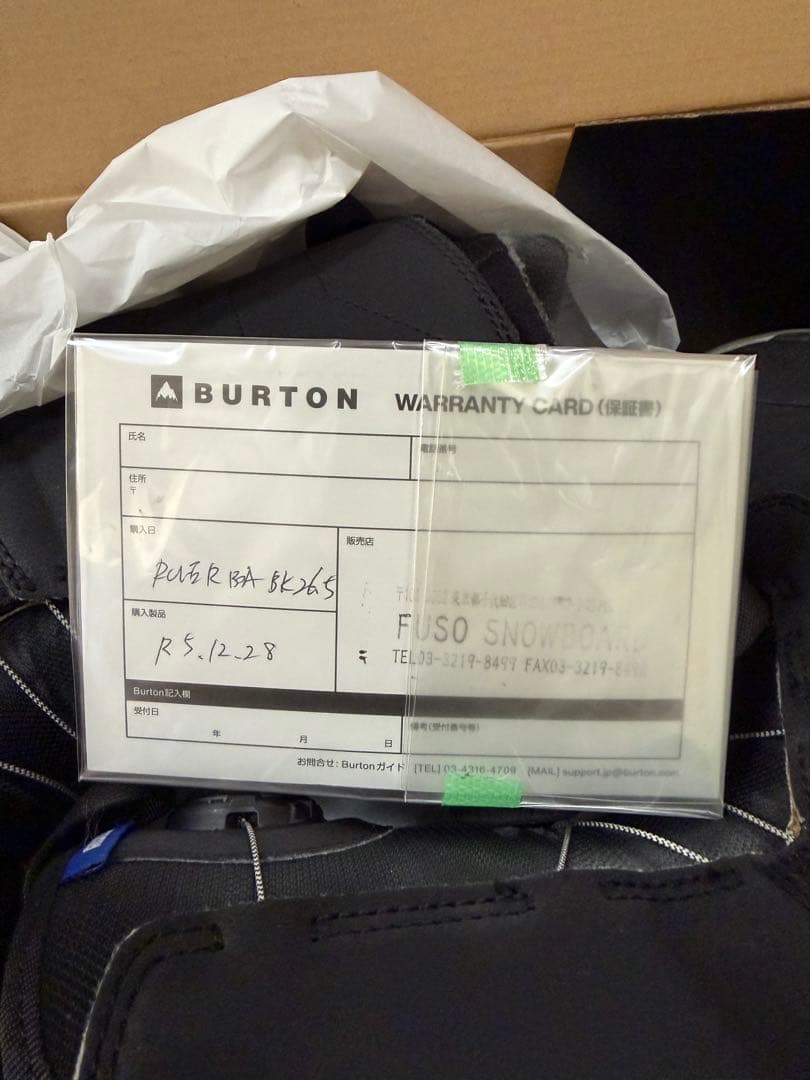 BURTON WARRANTY CARD(保証書)
氏名
電話番号
住所
〒
購入日
販売店
BK26.5
購入製品
R5.12.28
FUSO SNOWBOARD
TEL03-3219-8499 FAX03-3219-
Burton記入欄
受付日
備考(受付番号等)
年 月 日
お問合せ：Burtonガイド [TEL] 03-4316-4709 [MAIL] support.jp@burton.com